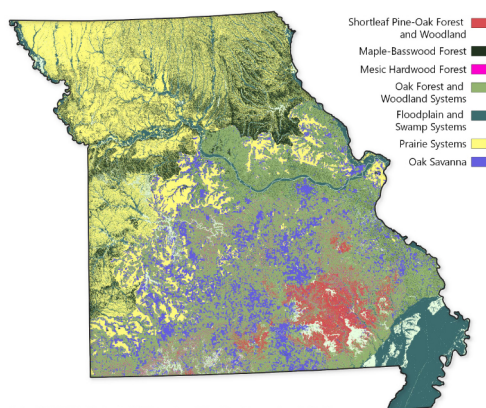 Shortleaf Pine-Oak Forest
and Woodland
Maple-Basswood Forest
Mesic Hardwood Forest
Oak Forest and
Woodland Systems
Floodplain and
Swamp Systems
Prairie Systems
Oak Savanna